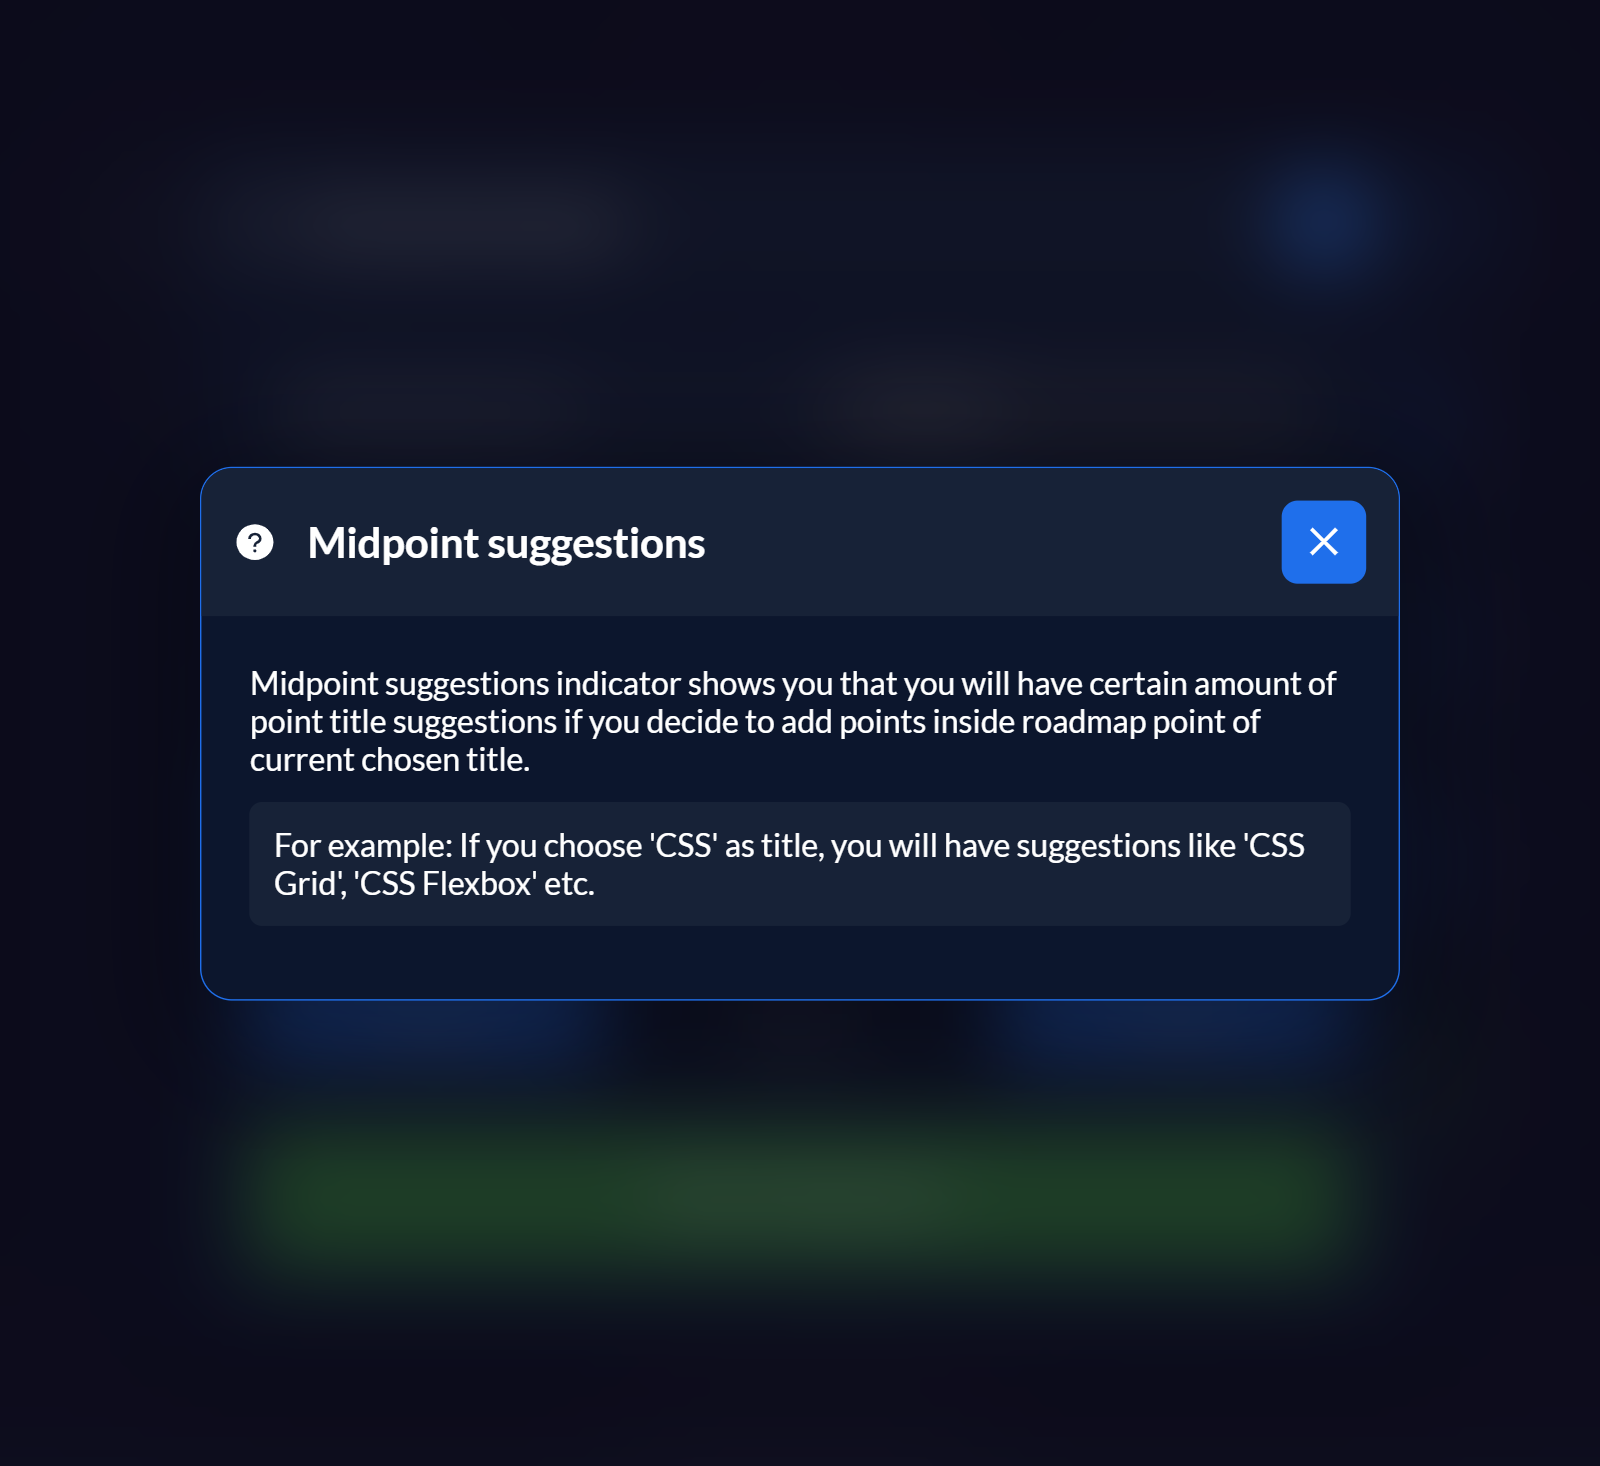 Midpoint suggestions
Midpoint suggestions indicator shows you that you will have certain amount of
point title suggestions if you decide to add points inside roadmap point of
current chosen title.
For example: If you choose 'CSS' as title, you will have suggestions like 'CSS
Grid', 'CSS Flexbox' etc.